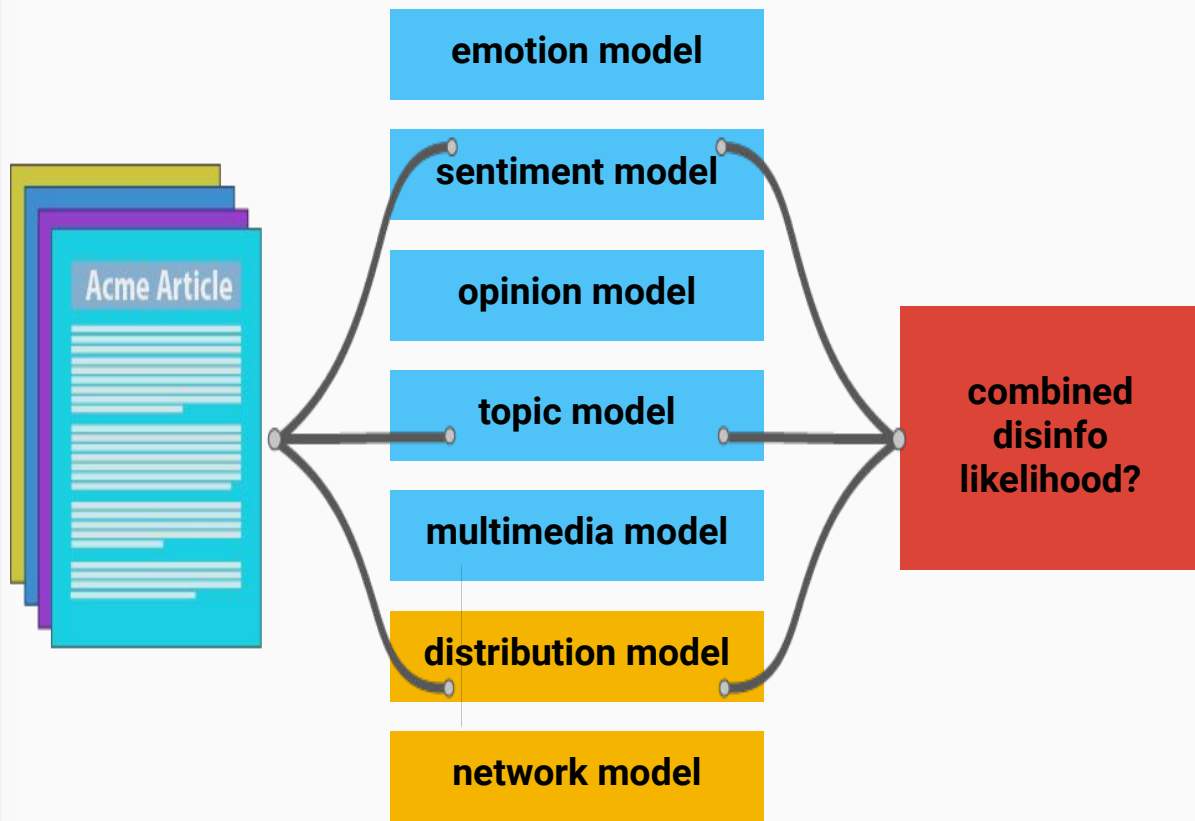 emotion model
sentiment model
opinion model
Acme Article
topic model
combined
disinfo
likelihood?
multimedia model
distribution model
network model